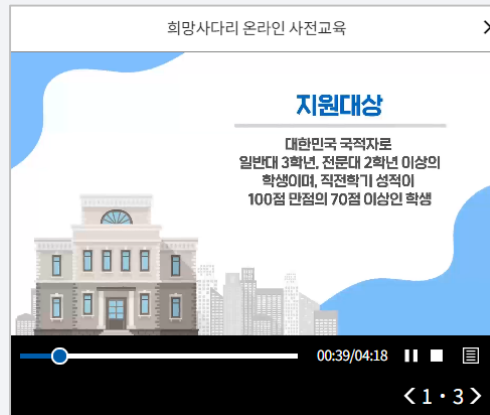 희망사다리 온라인 사전교육
지원대상
대한민국 국적자로
일반대 3학년, 전문대 2학년 이상의
학생이며, 직전학기 성적이
100점 만점의 70점 이상인 학생
00:39/04:18
1 · 3